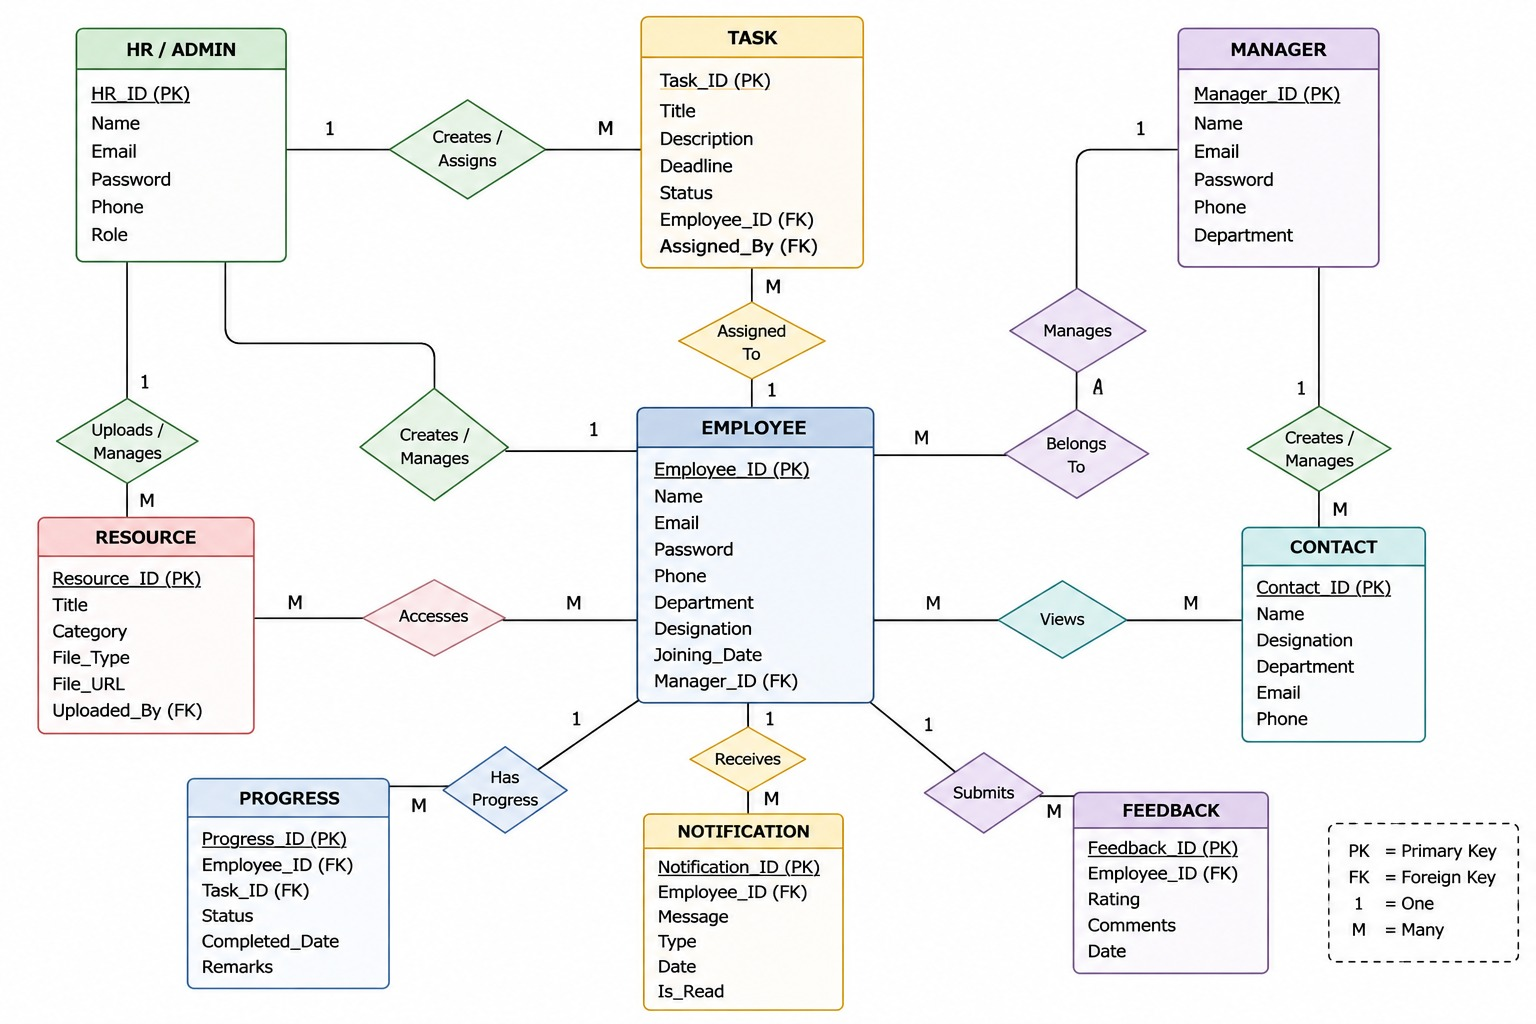 HR / ADMIN
HR_ID (PK)
Name
Email
Password
Phone
Role
1
Creates /
Assigns
M
TASK
Task_ID (PK)
Title
Description
Deadline
Status
Employee_ID (FK)
Assigned_By (FK)
MANAGER
Manager_ID (PK)
Name
Email
Password
Phone
Department
1
M
Assigned
To
1
Manages
A
1
Uploads /
Manages
M
Creates /
Manages
1
M
Belongs
To
1
Creates /
Manages
M
EMPLOYEE
Employee_ID (PK)
Name
Email
Password
Phone
Department
Designation
Joining_Date
Manager_ID (FK)
RESOURCE
Resource_ID (PK)
Title
Category
File_Type
File_URL
Uploaded_By (FK)
M
Accesses
M
M
Views
M
CONTACT
Contact_ID (PK)
Name
Designation
Department
Email
Phone
1
Has
Progress
M
1
Receives
M
1
Submits
M
PROGRESS
Progress_ID (PK)
Employee_ID (FK)
Task_ID (FK)
Status
Completed_Date
Remarks
NOTIFICATION
Notification_ID (PK)
Employee_ID (FK)
Message
Type
Date
Is_Read
FEEDBACK
Feedback_ID (PK)
Employee_ID (FK)
Rating
Comments
Date
PK = Primary Key
FK = Foreign Key
1 = One
M = Many